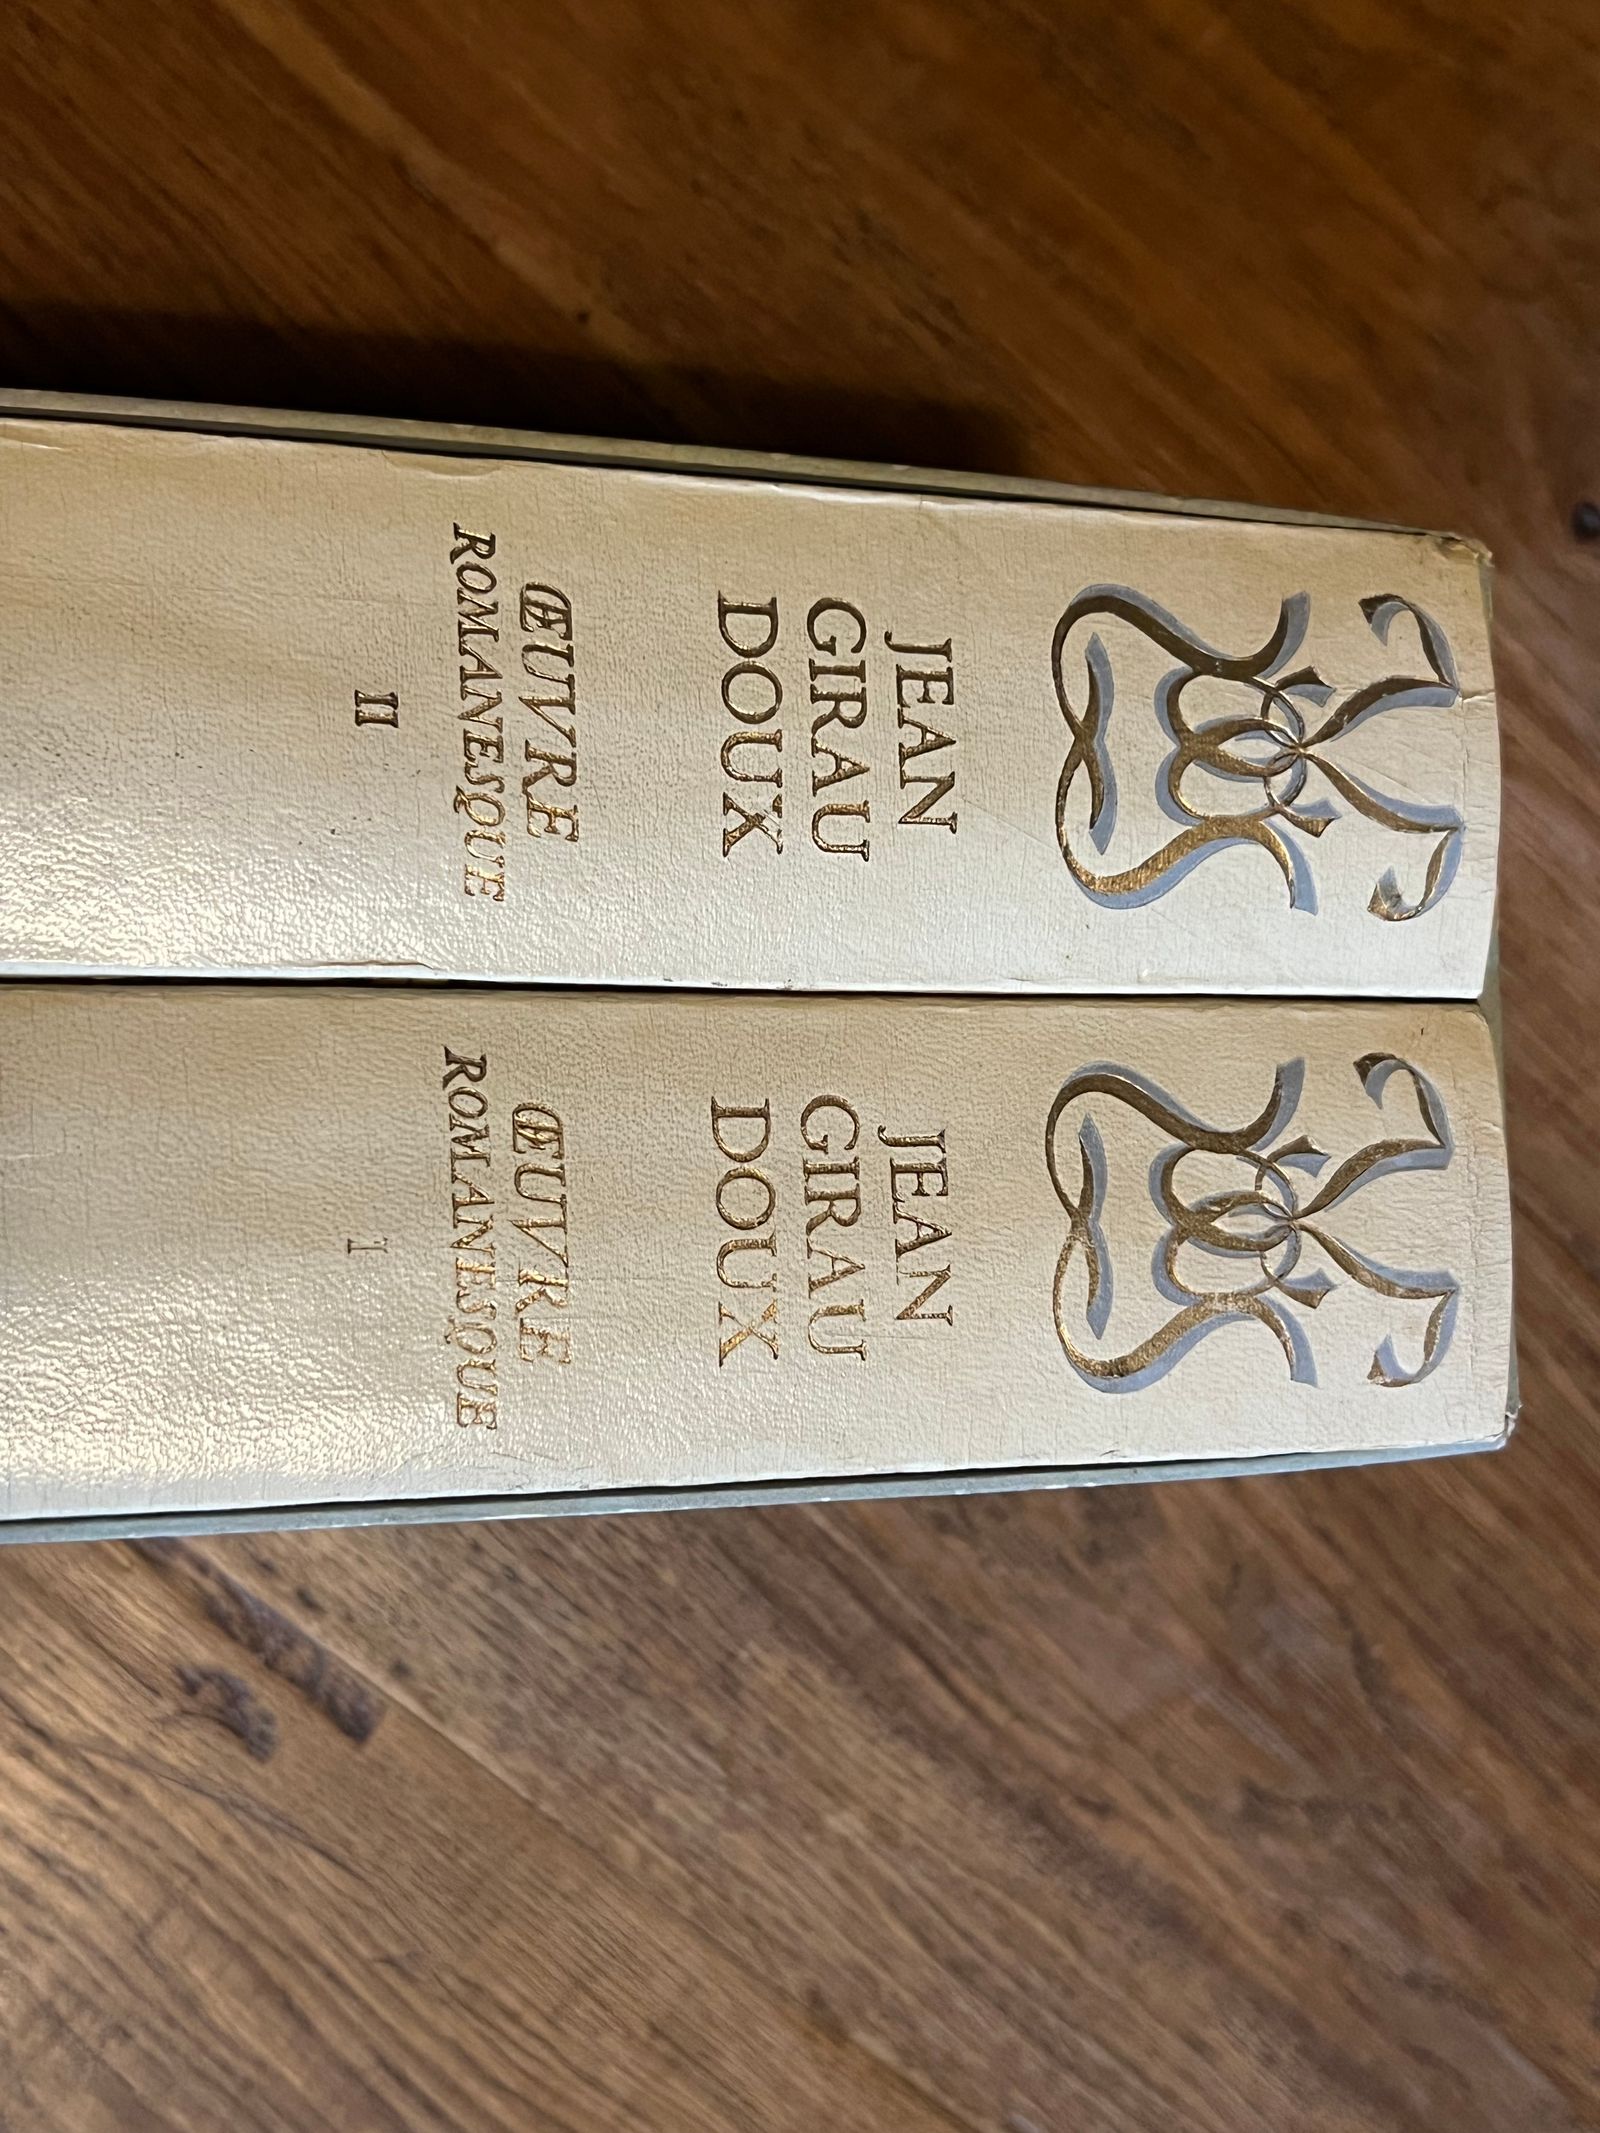 JEAN
GIRAU
DOUX
ŒUVRE
ROMANESQUE
II
JEAN
GIRAU
DOUX
ŒUVRE
ROMANESQUE
I